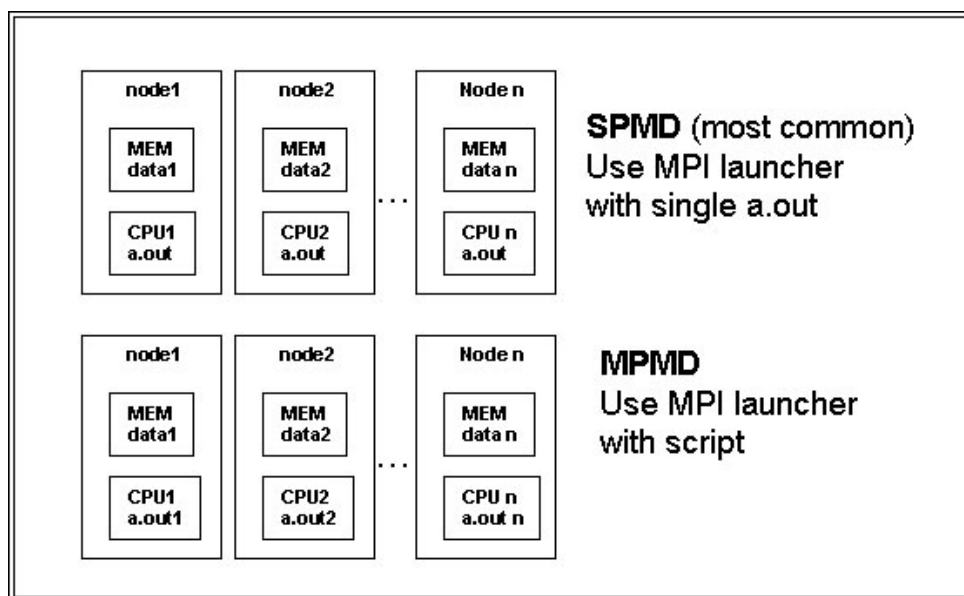 node1
MEM
data1
CPU1
a.out
node2
MEM
data2
CPU2
a.out
...
Node n
MEM
data n
CPU n
a.out
SPMD (most common)
Use MPI launcher
with single a.out
node1
MEM
data1
CPU1
a.out1
node2
MEM
data2
CPU2
a.out2
...
Node n
MEM
data n
CPU n
a.out n
MPMD
Use MPI launcher
with script